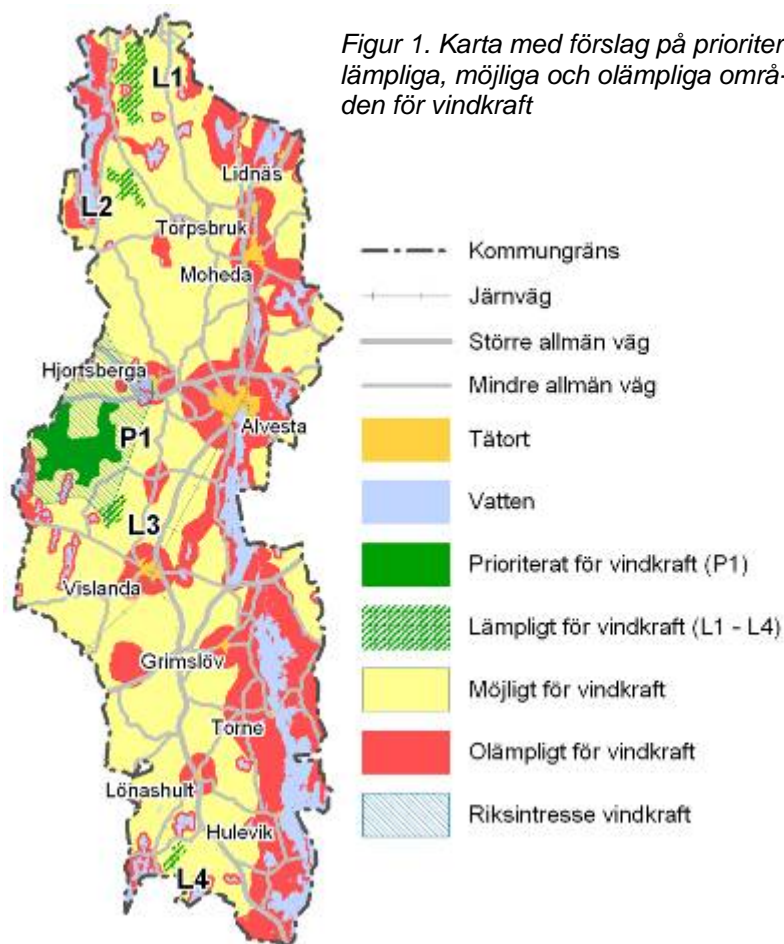 Figur 1. Karta med förslag på prioriter
lämpliga, möjliga och olämpliga områ-
den för vindkraft
L1
Lidnäs
L2
Torpsbruk
Moheda
Hjortsberga
P1
Alvesta
L3
Vislanda
Grimslöv
Torne
Lönashult
Hulevik
L4
Kommungräns
Järnväg
Större allmän väg
Mindre allmän väg
Tätort
Vatten
Prioriterat för vindkraft (P1)
Lämpligt för vindkraft (L1 - L4)
Möjligt för vindkraft
Olämpligt för vindkraft
Riksintresse vindkraft